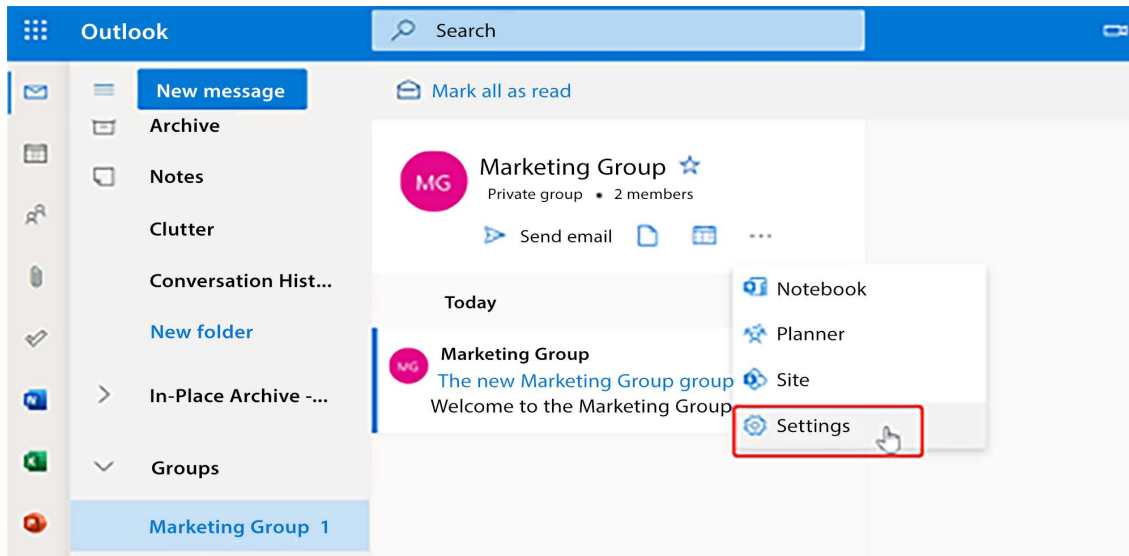 Outlook
Search
New message
Archive
Notes
Clutter
Conversation Hist...
New folder
In-Place Archive -...
Groups
Marketing Group 1
Mark all as read
MG
Marketing Group
Private group • 2 members
Send email
...
Today
MG
Marketing Group
The new Marketing Group group
Welcome to the Marketing Group
Notebook
Planner
Site
Settings